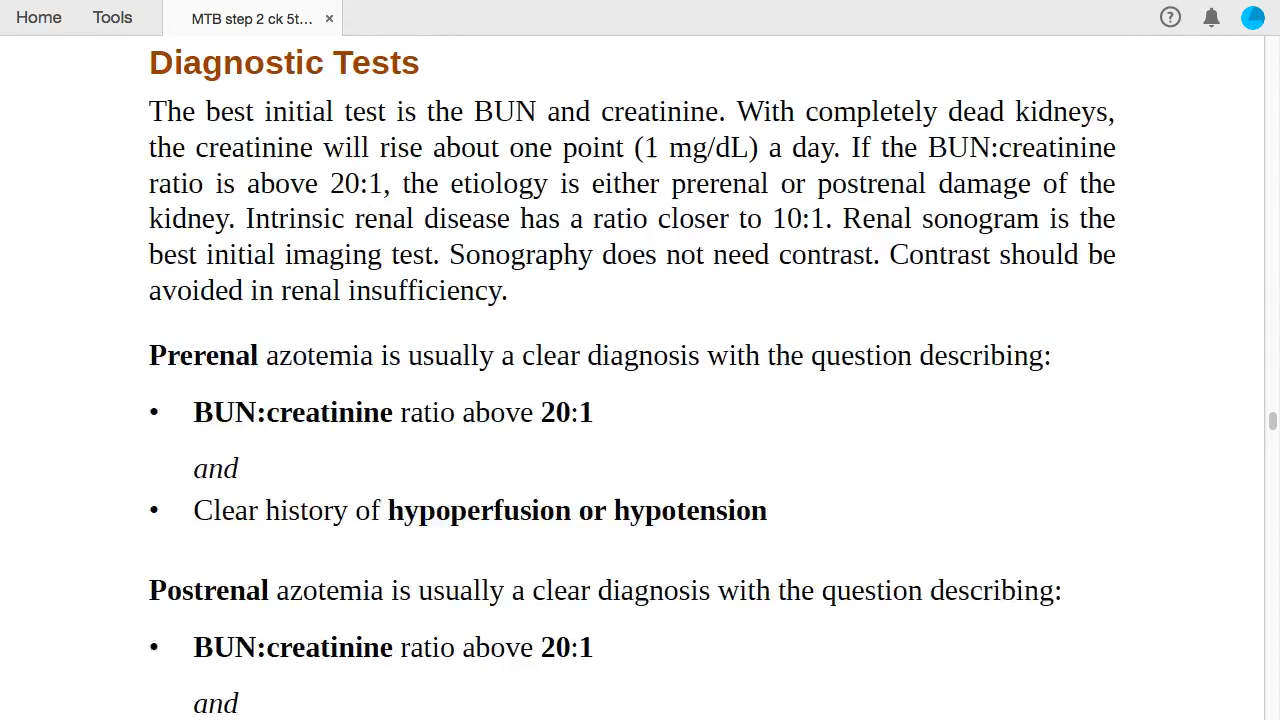 Home Tools MTB step 2 ck 5t... ×
Diagnostic Tests
The best initial test is the BUN and creatinine. With completely dead kidneys,
the creatinine will rise about one point (1 mg/dL) a day. If the BUN:creatinine
ratio is above 20:1, the etiology is either prerenal or postrenal damage of the
kidney. Intrinsic renal disease has a ratio closer to 10:1. Renal sonogram is the
best initial imaging test. Sonography does not need contrast. Contrast should be
avoided in renal insufficiency.
Prerenal azotemia is usually a clear diagnosis with the question describing:
• BUN:creatinine ratio above 20:1
and
• Clear history of hypoperfusion or hypotension
Postrenal azotemia is usually a clear diagnosis with the question describing:
• BUN:creatinine ratio above 20:1
and